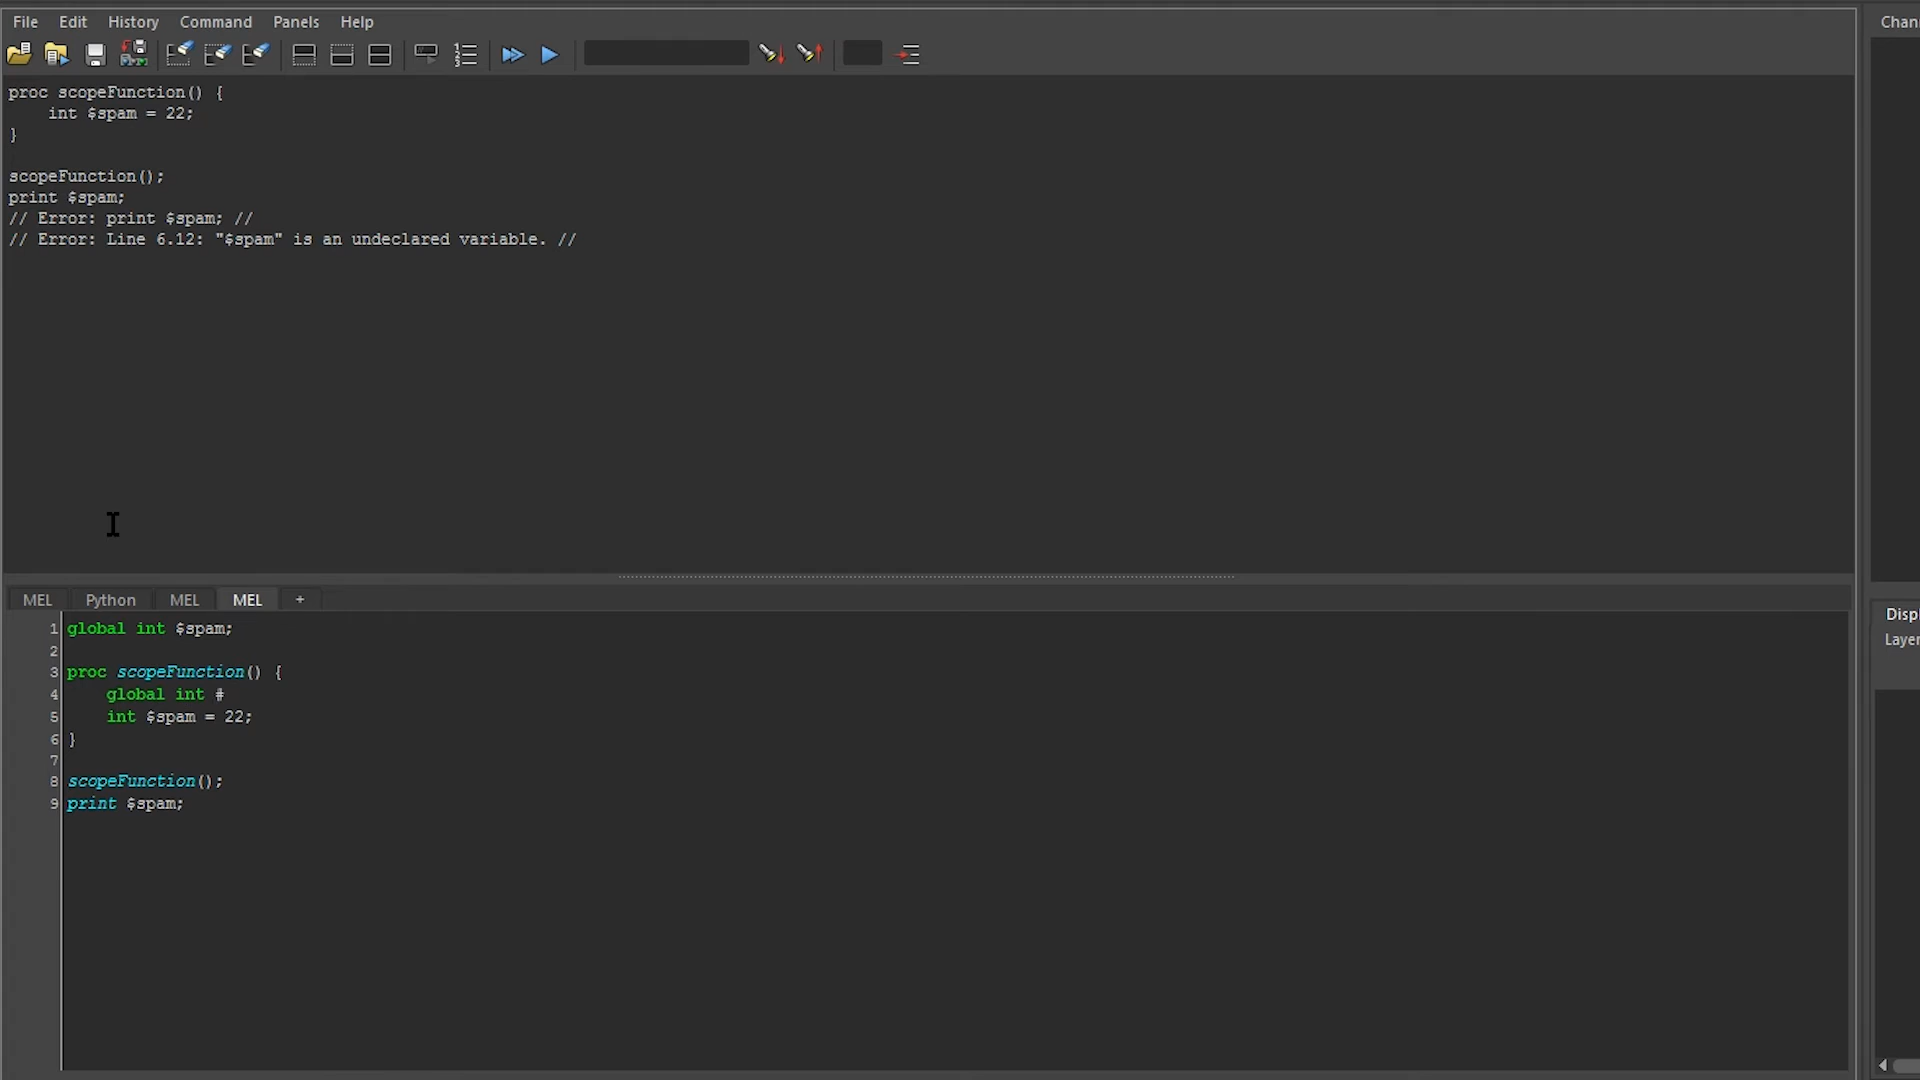 File Edit History Command Panels Help
proc scopeFunction() {
    int $spam = 22;
}
scopeFunction();
print $spam;
// Error: print $spam; //
// Error: Line 6.12: "$spam" is an undeclared variable. //
MEL Python MEL MEL +
1 global int $spam;
2
3 proc scopeFunction() {
4     global int #
5     int $spam = 22;
6 }
7
8 scopeFunction();
9 print $spam;
Chan
Disp
Layer